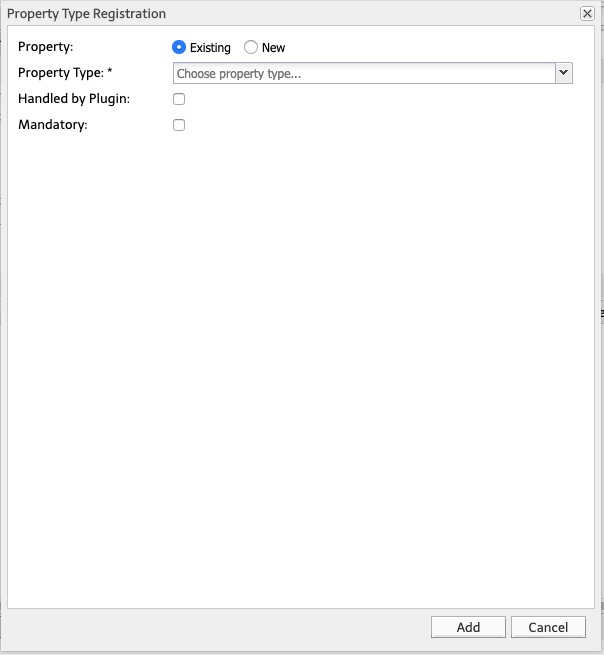 Property Type Registration
Property: Existing New
Property Type: * Choose property type...
Handled by Plugin:
Mandatory:
Add Cancel